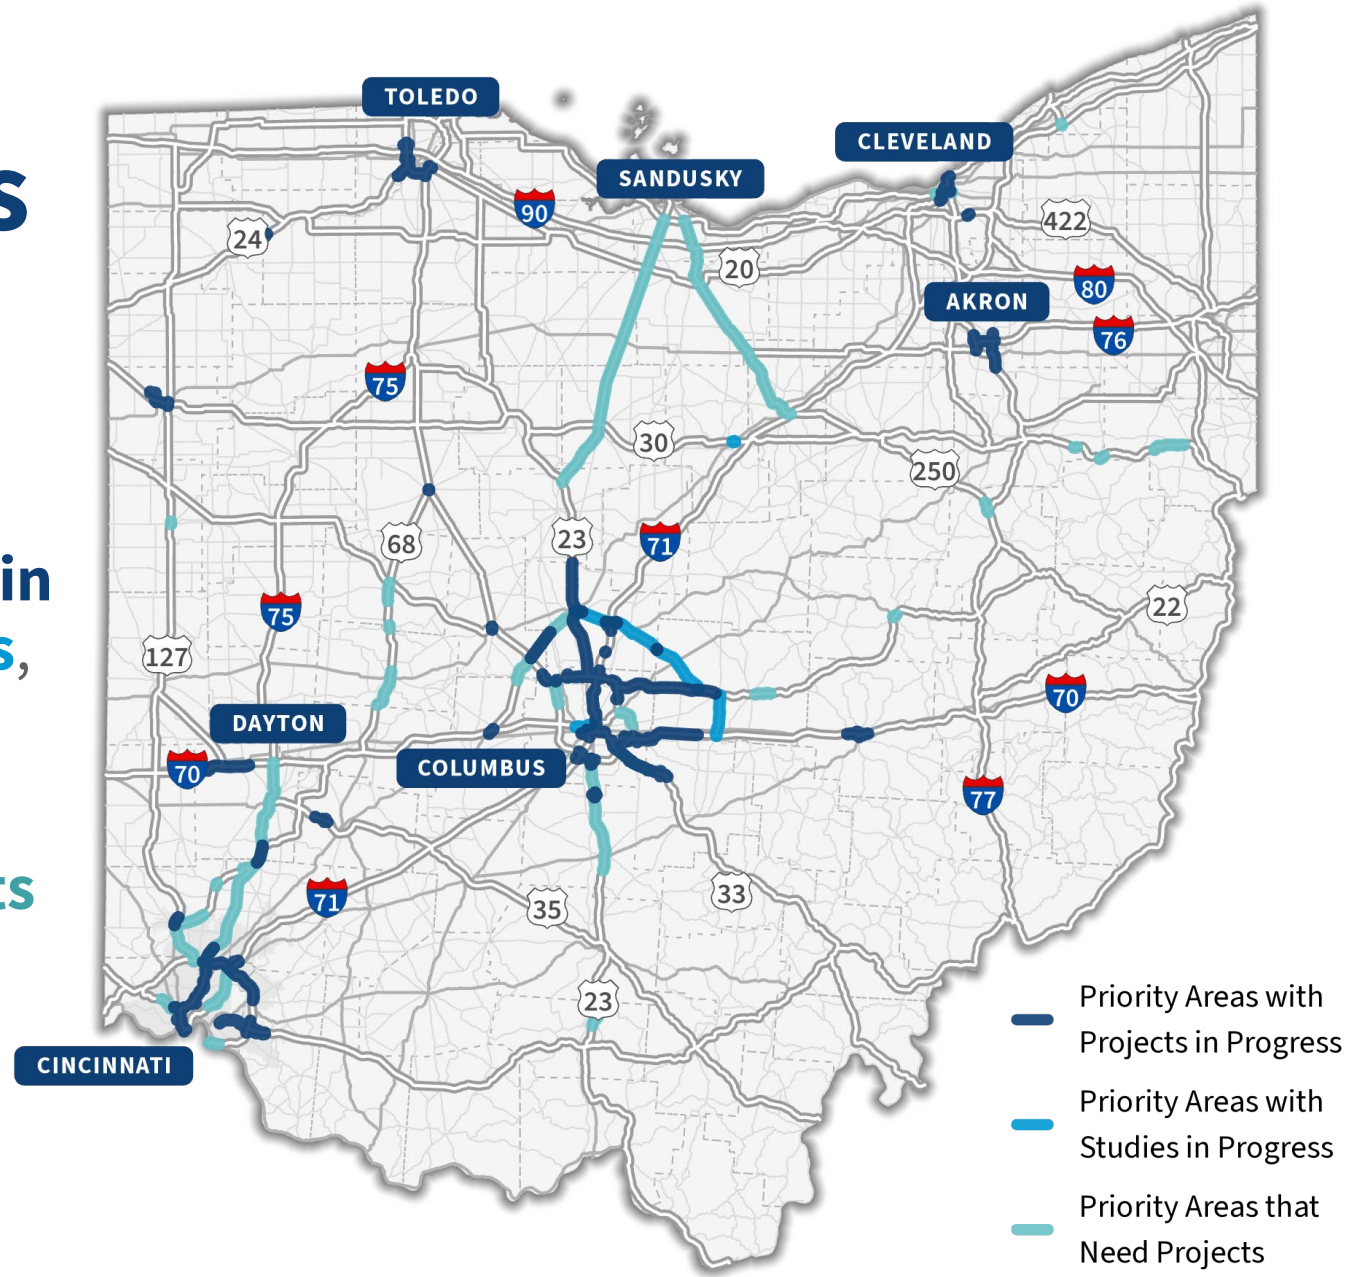 s
in
s,
ts
TOLEDO
CLEVELAND
SANDUSKY
90
422
24
20
80
AKRON
76
75
30
250
68
23
71
75
22
127
70
DAYTON
70
COLUMBUS
77
71
35
33
23
CINCINNATI
Priority Areas with
Projects in Progress
Priority Areas with
Studies in Progress
Priority Areas that
Need Projects